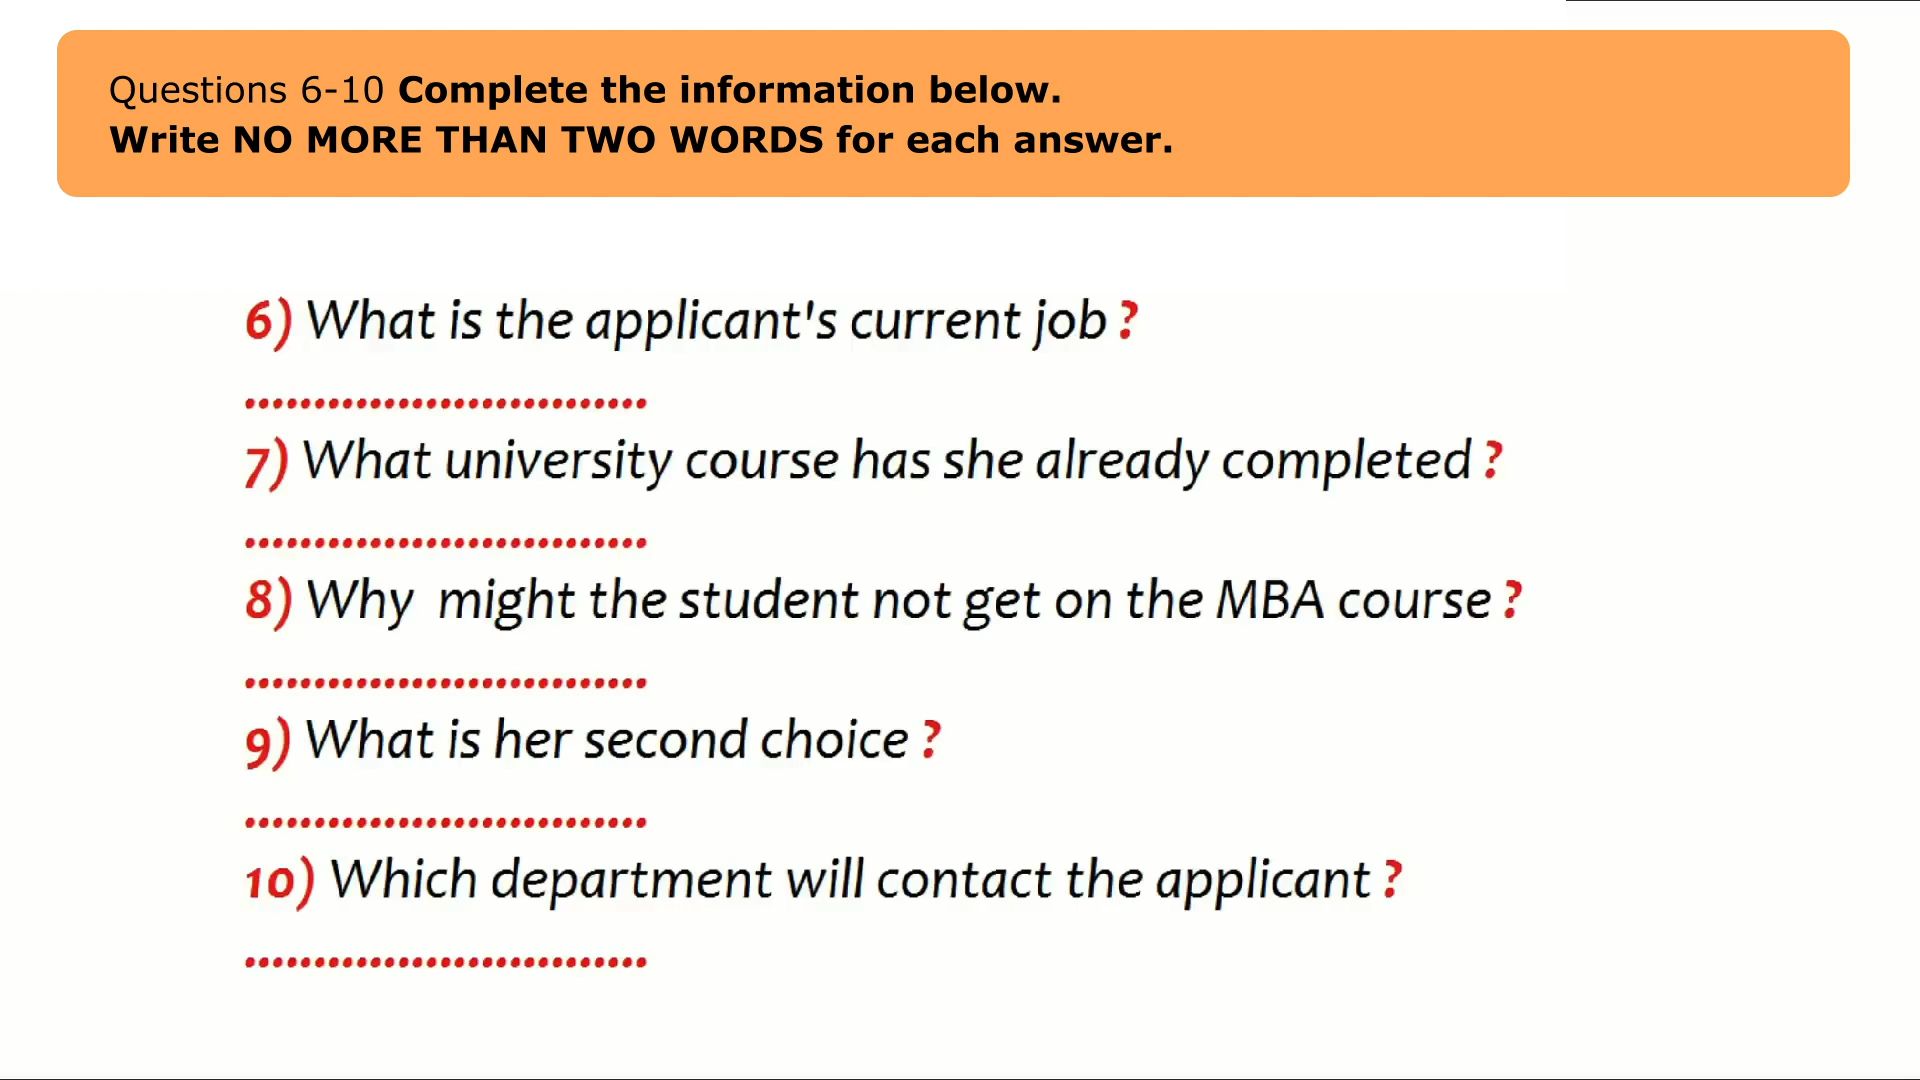 Questions 6-10 Complete the information below.
Write NO MORE THAN TWO WORDS for each answer.
6) What is the applicant's current job ?
.............................
7) What university course has she already completed ?
.............................
8) Why  might the student not get on the MBA course ?
.............................
9) What is her second choice ?
.............................
10) Which department will contact the applicant ?
.............................